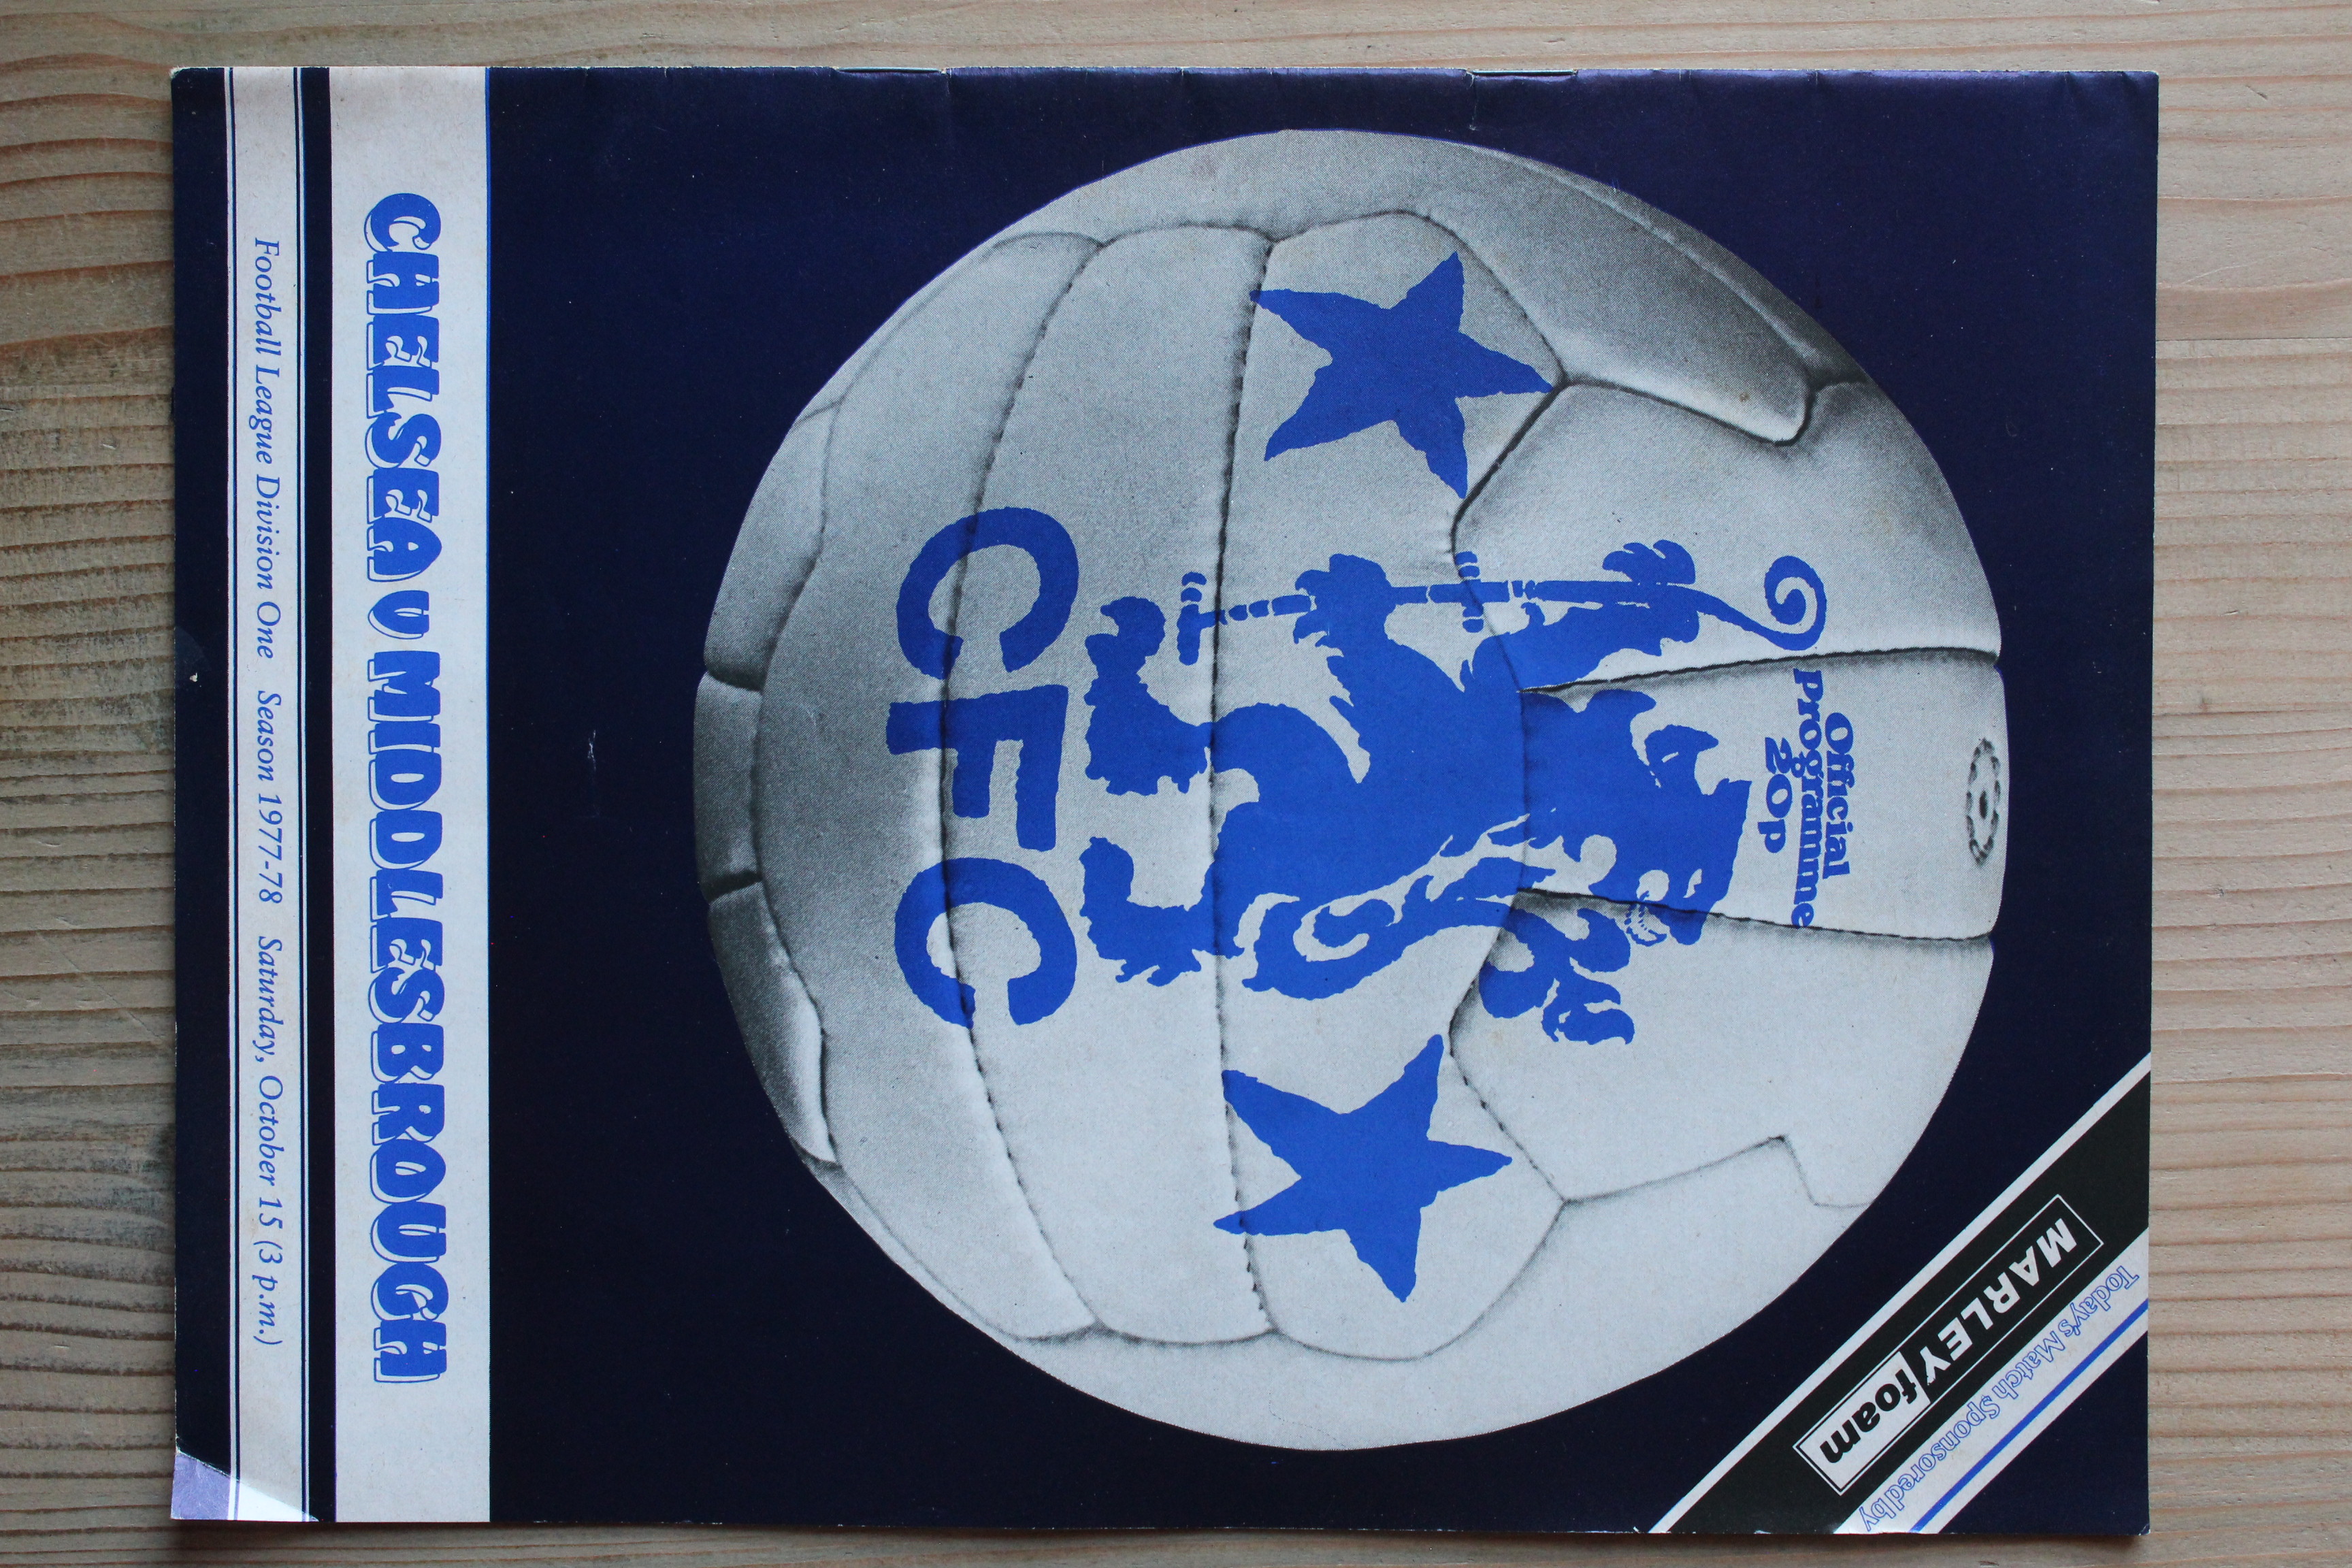 Today's Match Sponsored by
MARLEY foam
Official
Programme
20p
CFC
CHELSEA v MIDDLESBROUGH
Football League Division One Season 1977-78 Saturday, October 15 (3 p.m.)